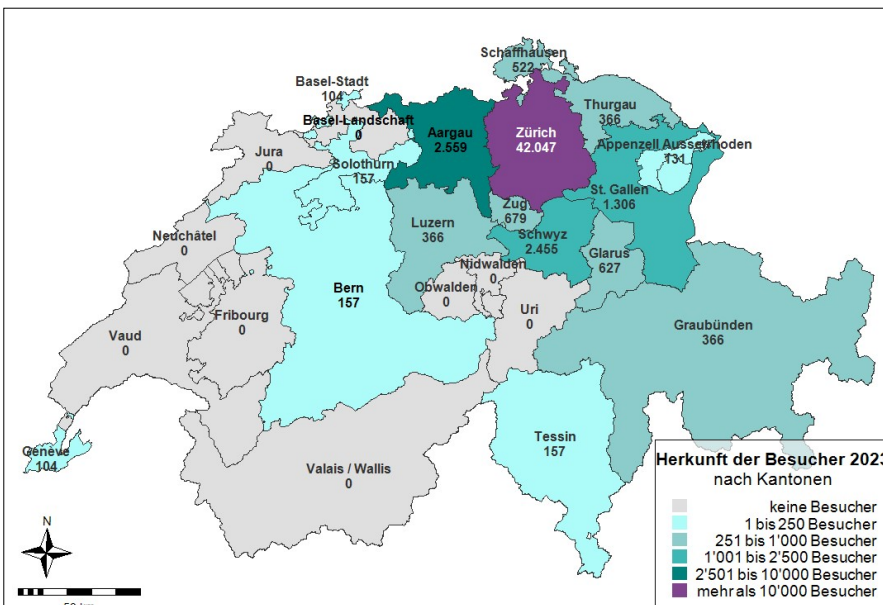 Schaffhausen
522
Basel-Stadt
104
Thurgau
366
Basel-Landschaft
0
Aargau
2.559
Zürich
42.047
Appenzell Ausserrhoden
131
Jura
0
Solothurn
157
St. Gallen
1.306
Zug
679
Luzern
366
Schwyz
2.455
Neuchâtel
0
Glarus
627
Nidwalden
0
Obwalden
0
Bern
157
Uri
0
Fribourg
0
Graubünden
366
Vaud
0
Genève
104
Tessin
157
Valais / Wallis
0
Herkunft der Besucher 2023
nach Kantonen
keine Besucher
1 bis 250 Besucher
251 bis 1'000 Besucher
1'001 bis 2'500 Besucher
2'501 bis 10'000 Besucher
mehr als 10'000 Besucher
N